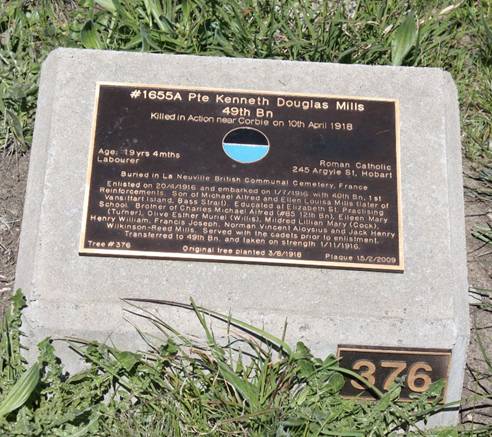 #1655A Pte Kenneth Douglas Mills
49th Bn
Killed in Action near Corbie on 10th April 1918
Age: 19yrs 4mths
Labourer
Roman Catholic
245 Argyle St, Hobart
Buried in La Neuville British Communal Cemetery, France
Enlisted on 20/4/1916 and embarked on 1/7/1916 with 40th Bn, 1st
Reinforcements. Son of Michael Alfred and Ellen Louisa Mills (later of
Vansittart Island, Bass Strait). Educated at Elizabeth St, Practising
School. Brother of Charles Michael Alfred (#85 12th Bn), Eileen Mary
(Turner), Olive Esther Muriel (Willis), Mildred Lillian Mary (Cock),
Henry William, Francis Joseph, Norman Vincent Aloysius and Jack Henry
Wilkinson-Reed Mills. Served with the cadets prior to enlistment.
Transferred to 49th Bn, and taken on strength 1/11/1916.
Tree #376
Original tree planted 3/8/1918
Plaque 15/2/2009
376